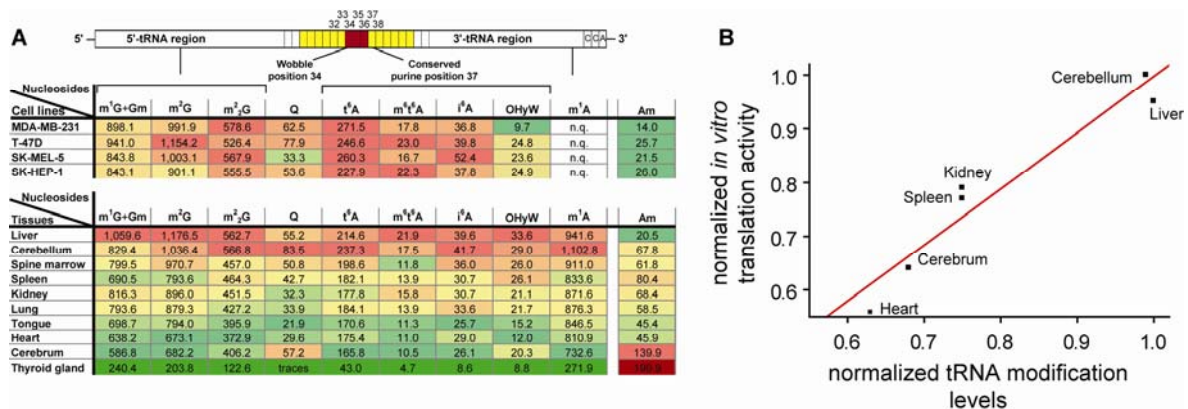 A
33 35 37
32 34 36 38
5'-
5'-tRNA region
3'-tRNA region
C C A
-3'
Wobble position 34
Conserved purine position 37
Nucleosides
Cell lines m¹G+Gm m²G m²₂G Q t⁶A m⁶t⁶A i⁶A OHyW m¹A Am
MDA-MB-231 898.1 991.9 578.6 62.5 271.5 17.8 36.8 9.7 n.q. 14.0
T-47D 941.0 1,154.2 526.4 77.9 246.6 23.0 39.8 24.8 n.q. 25.7
SK-MEL-5 843.8 1,003.1 567.9 33.3 260.3 16.7 52.4 23.6 n.q. 21.5
SK-HEP-1 843.1 901.1 555.5 53.6 227.9 22.3 37.8 24.9 n.q. 26.0
Nucleosides
Tissues m¹G+Gm m²G m²₂G Q t⁶A m⁶t⁶A i⁶A OHyW m¹A Am
Liver 1,059.6 1,176.5 562.7 55.2 214.6 21.9 39.6 33.6 941.6 20.5
Cerebellum 829.4 1,036.4 566.8 83.5 237.3 17.5 41.7 29.0 1,102.8 67.8
Spine marrow 799.5 970.7 457.0 50.8 198.6 11.8 36.0 26.0 911.0 61.8
Spleen 690.5 793.6 464.3 42.7 182.1 13.9 30.7 26.1 833.6 80.4
Kidney 816.3 896.0 451.5 32.3 177.8 15.8 30.7 21.1 871.6 68.4
Lung 793.6 879.3 427.2 33.9 184.1 13.9 33.6 21.7 876.3 58.5
Tongue 698.7 794.0 395.9 21.9 170.6 11.3 25.7 15.2 846.5 45.4
Heart 638.2 673.1 372.9 29.6 175.4 11.0 29.0 12.0 810.9 45.9
Cerebrum 586.8 682.2 406.2 57.2 165.8 10.5 26.1 20.3 732.6 139.9
Thyroid gland 240.4 203.8 122.6 traces 43.0 4.7 8.6 8.8 271.9
B
normalized in vitro
translation activity
1.0
0.9
0.8
0.7
0.6
Cerebellum
Liver
Kidney
Spleen
Cerebrum
Heart
0.6 0.7 0.8 0.9 1.0
normalized tRNA modification
levels